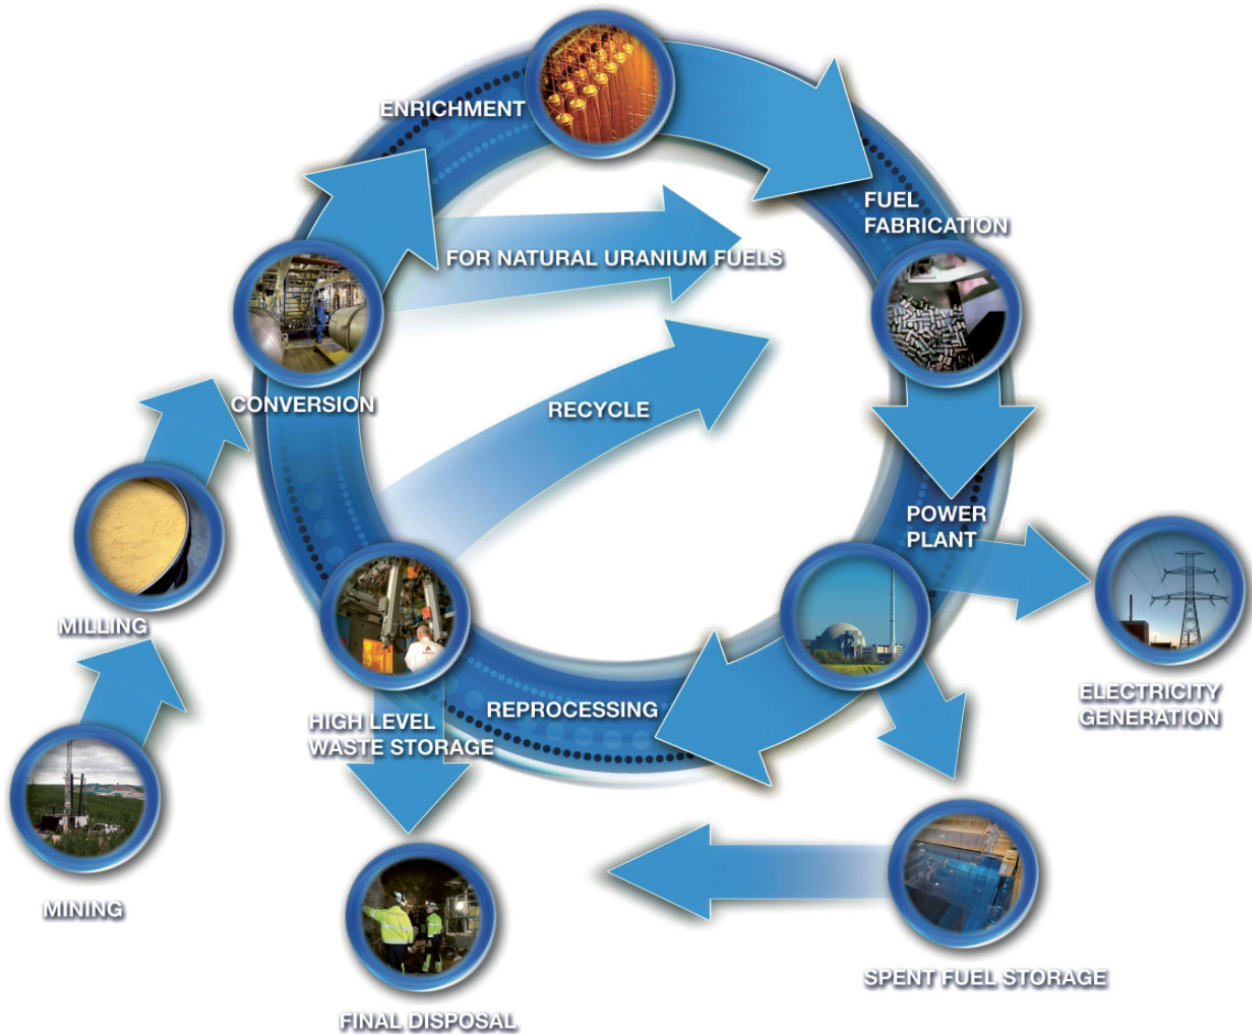 ENRICHMENT
FUEL
FABRICATION
FOR NATURAL URANIUM FUELS
CONVERSION
RECYCLE
POWER
PLANT
MILLING
ELECTRICITY
GENERATION
REPROCESSING
HIGH LEVEL
WASTE STORAGE
MINING
SPENT FUEL STORAGE
FINAL DISPOSAL